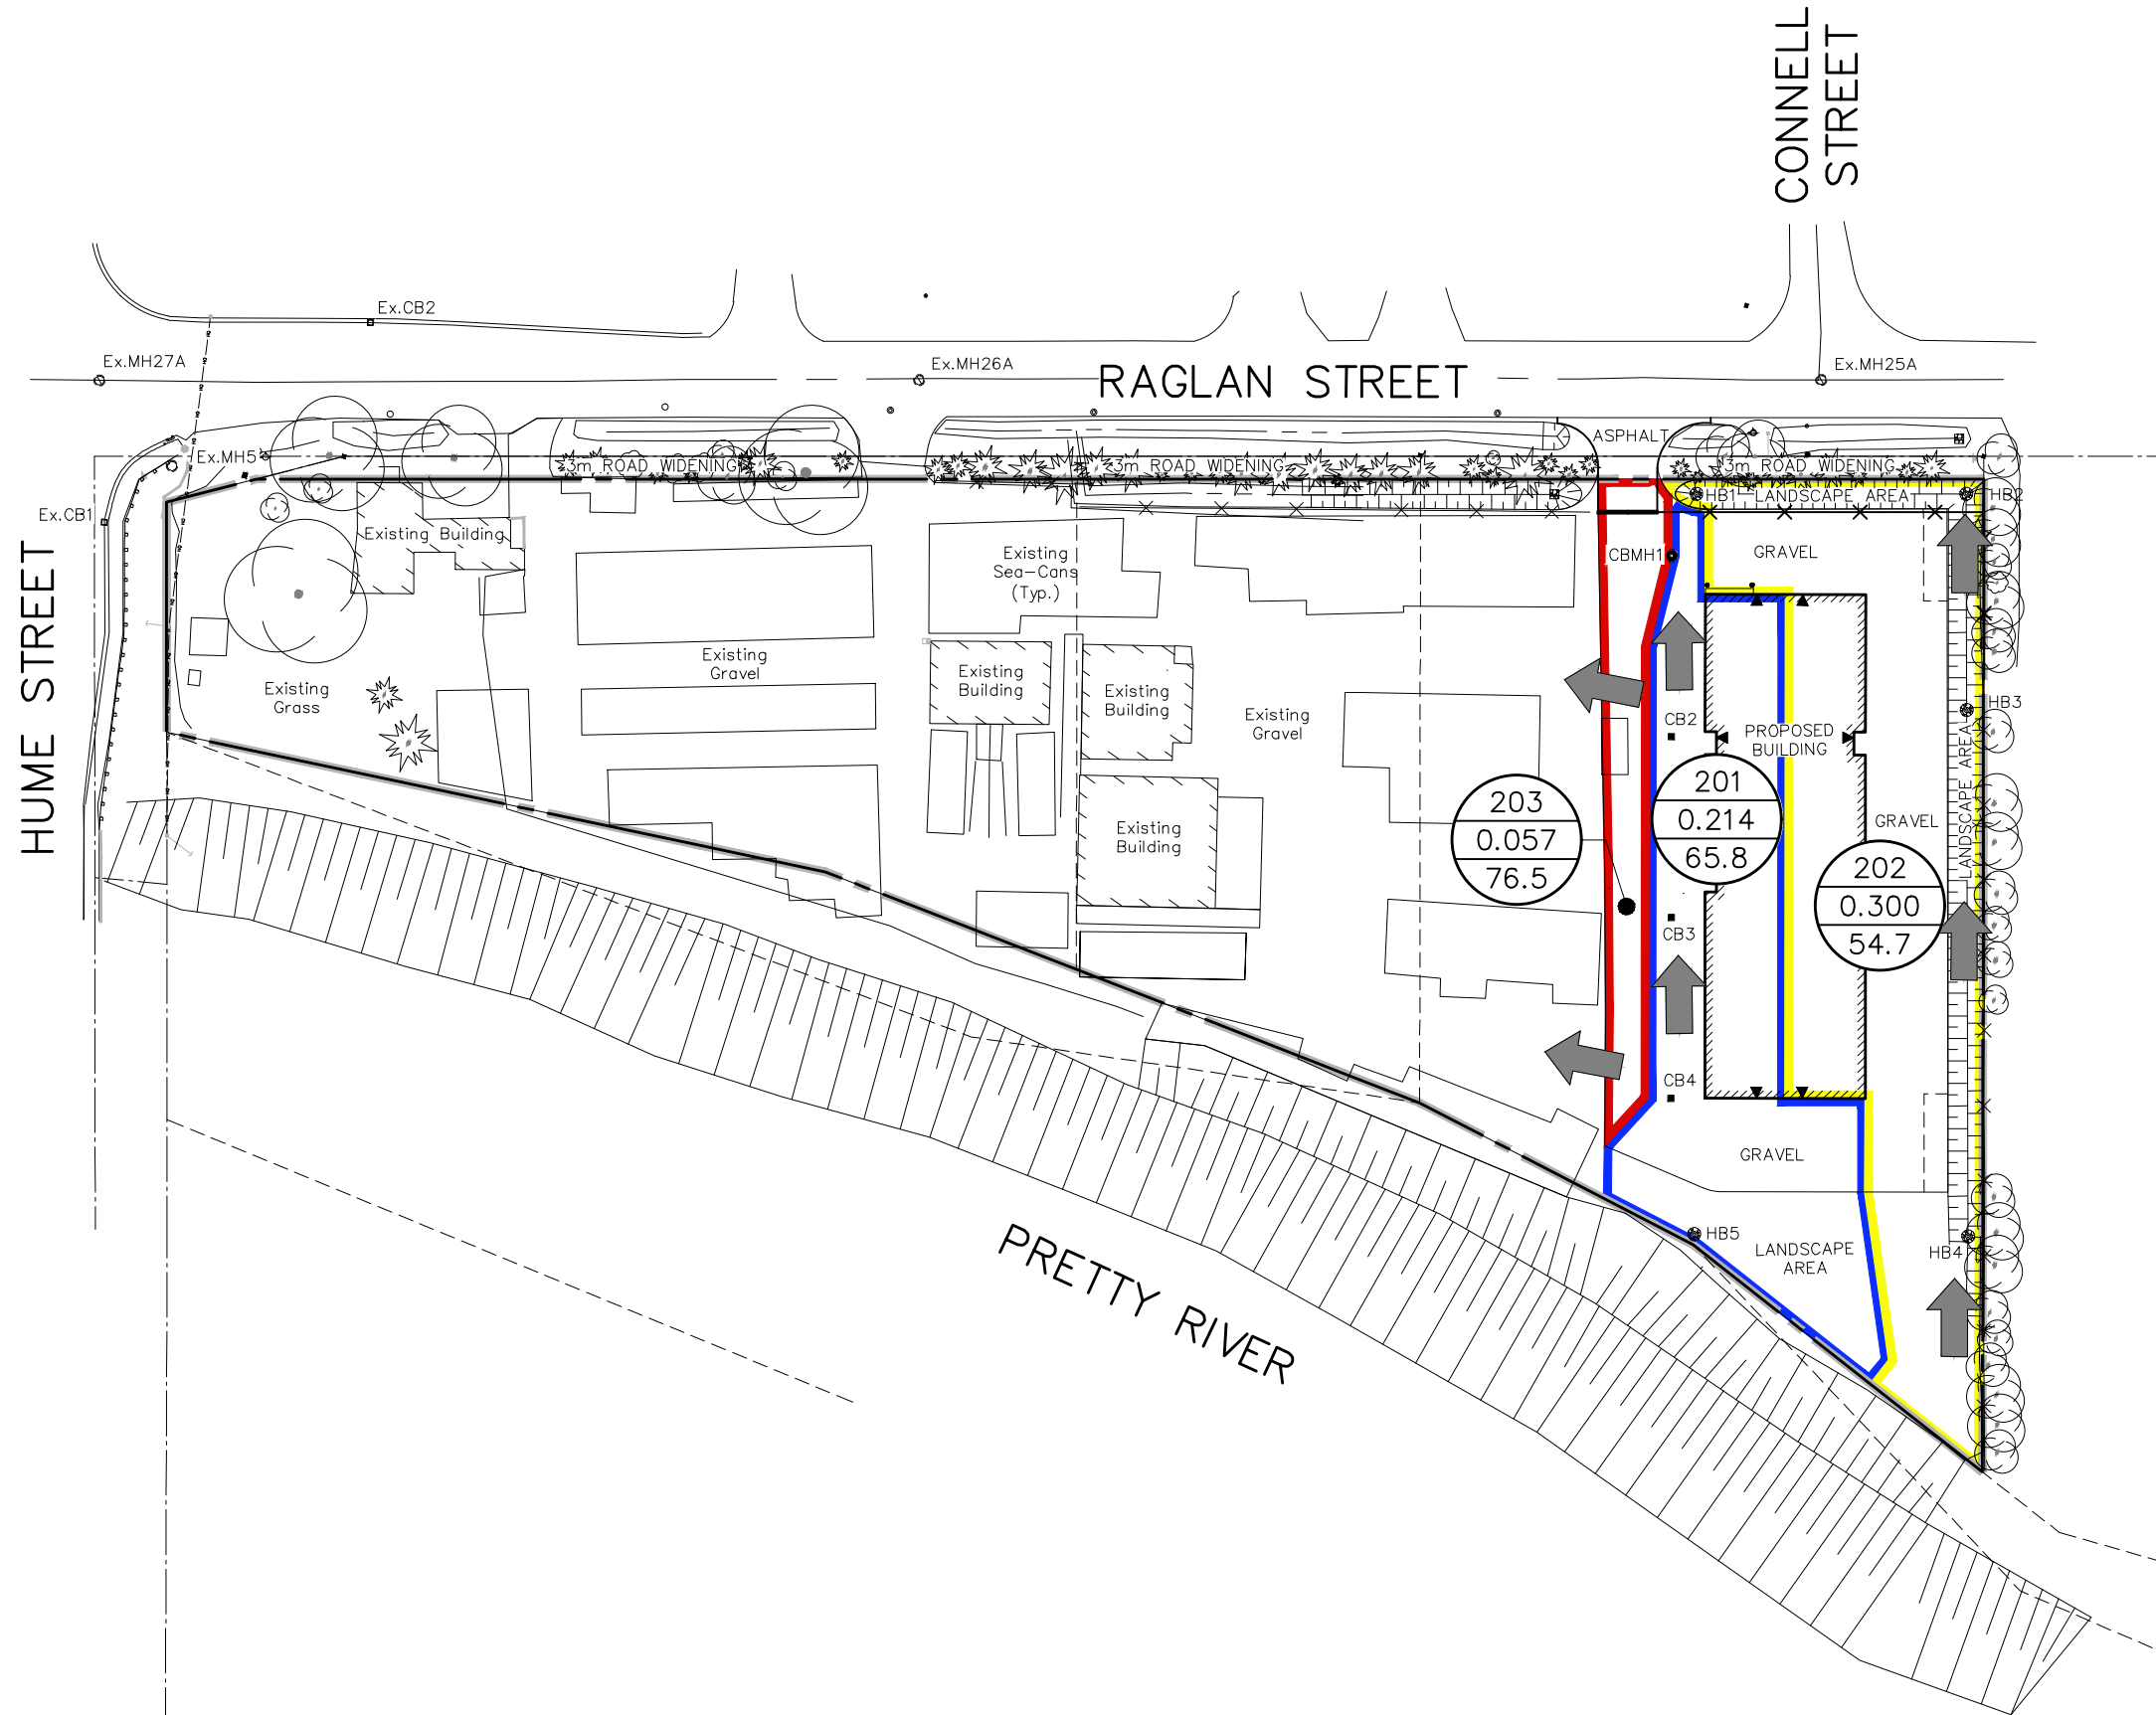 CONNELL
STREET
Ex.CB2
Ex.MH27A
Ex.MH26A
Ex.MH25A
RAGLAN STREET
ASPHALT
Ex.MH5
3m ROAD WIDENING
3m ROAD WIDENING
3m ROAD WIDENING
HB1
LANDSCAPE AREA
HB2
Ex.CB1
HUME STREET
Existing Building
Existing
Sea-Cans
(Typ.)
CBMH1
GRAVEL
Existing
Gravel
Existing
Grass
Existing
Building
Existing
Building
Existing
Gravel
CB2
PROPOSED
BUILDING
HB3
LANDSCAPE AREA
203
0.057
76.5
201
0.214
65.8
GRAVEL
202
0.300
54.7
Existing
Building
CB3
CB4
GRAVEL
HB5
LANDSCAPE
AREA
HB4
PRETTY RIVER